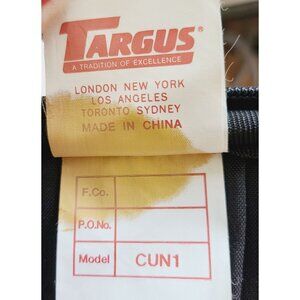 TARGUS®
A TRADITION OF EXCELLENCE
LONDON NEW YORK
LOS ANGELES
TORONTO SYDNEY
MADE IN CHINA
F.Co.
P.O.No.
Model CUN1